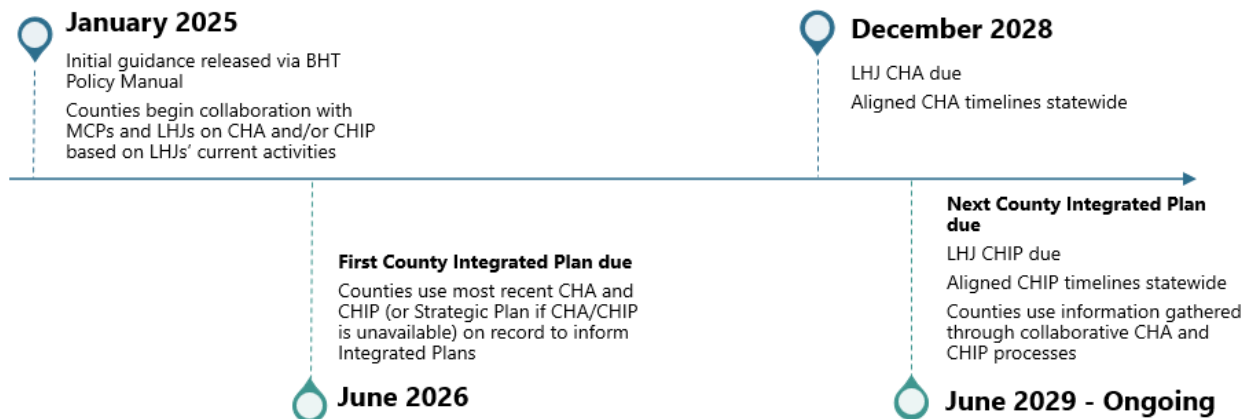 January 2025
Initial guidance released via BHT
Policy Manual
Counties begin collaboration with
MCPs and LHJs on CHA and/or CHIP
based on LHJs’ current activities
December 2028
LHJ CHA due
Aligned CHA timelines statewide
First County Integrated Plan due
Counties use most recent CHA and
CHIP (or Strategic Plan if CHA/CHIP
is unavailable) on record to inform
Integrated Plans
June 2026
Next County Integrated Plan
due
LHJ CHIP due
Aligned CHIP timelines statewide
Counties use information gathered
through collaborative CHA and
CHIP processes
June 2029 - Ongoing